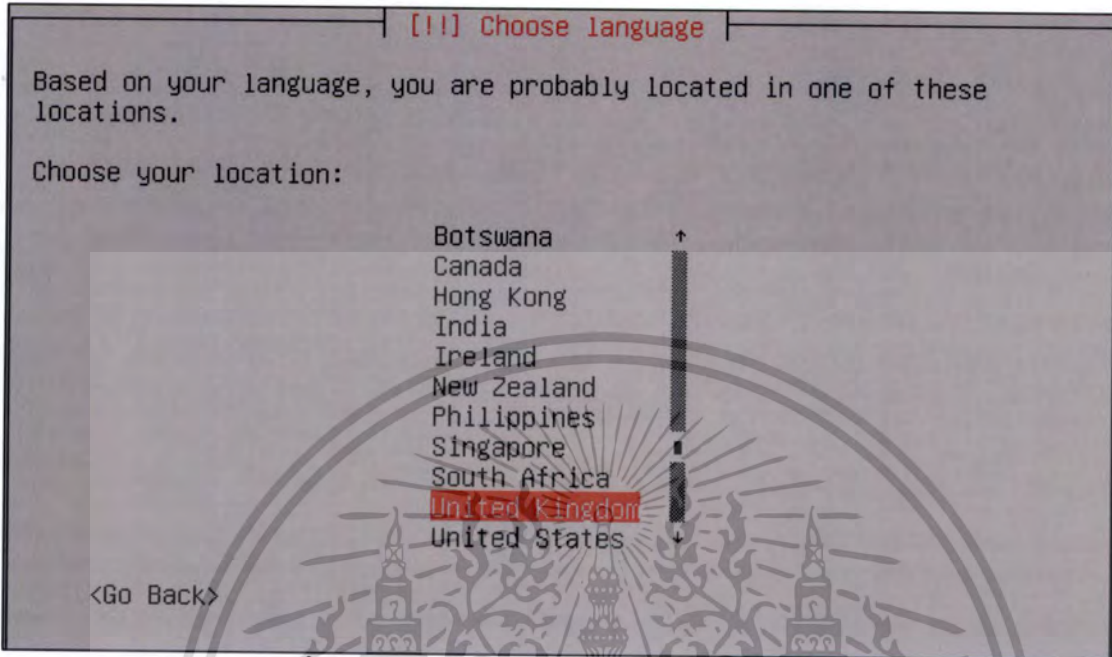 [!!] Choose language
Based on your language, you are probably located in one of these
locations.
Choose your location:
Botswana
Canada
Hong Kong
India
Ireland
New Zealand
Philippines
Singapore
South Africa
United Kingdom
United States
<Go Back>